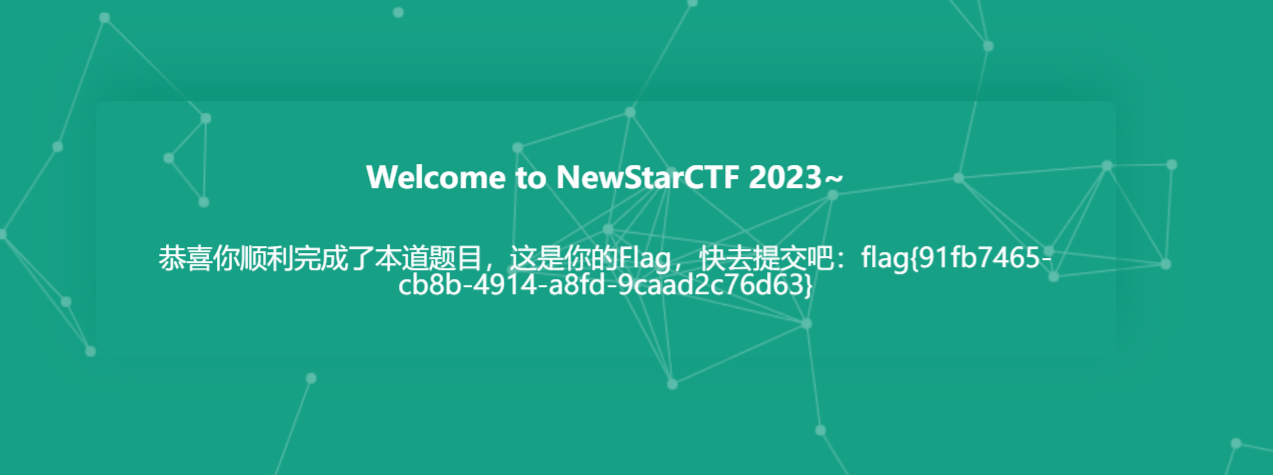 Welcome to NewStarCTF 2023~
恭喜你顺利完成了本道题目，这是你的Flag，快去提交吧：flag{91fb7465-
cb8b-4914-a8fd-9caad2c76d63}